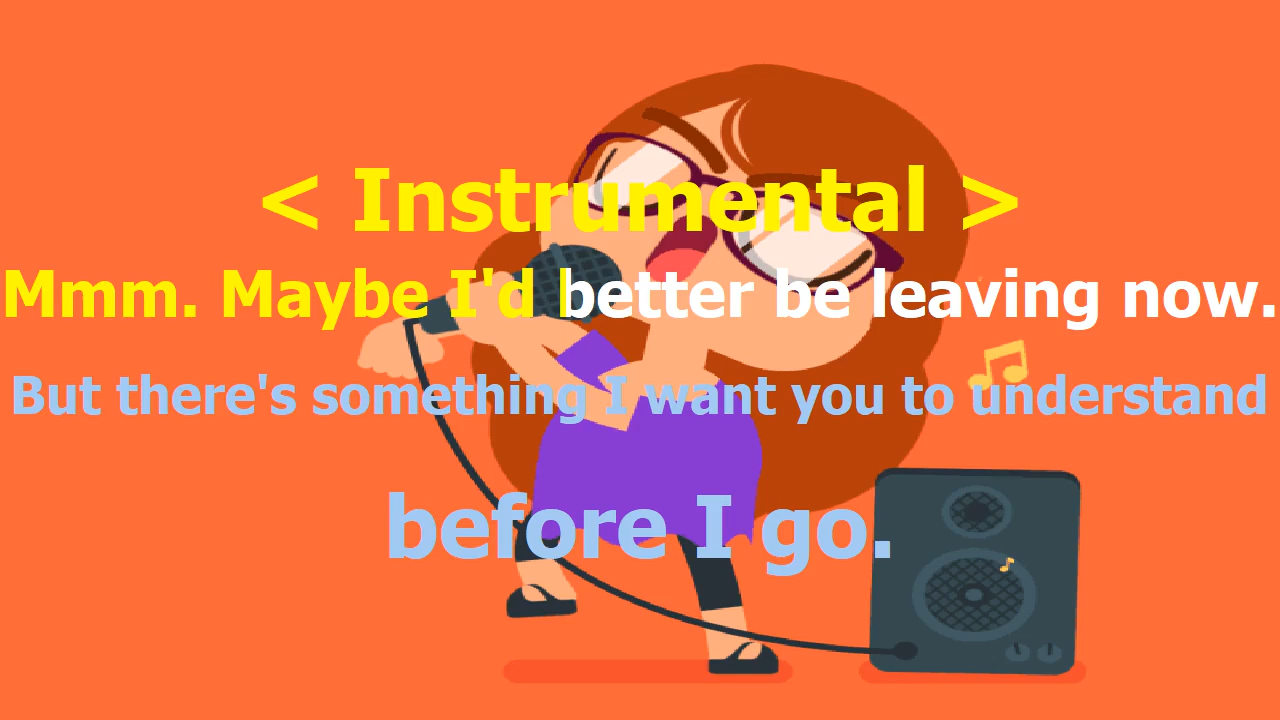 < Instrumental >
Mmm. Maybe I'd better be leaving now.
But there's something I want you to understand
before I go.